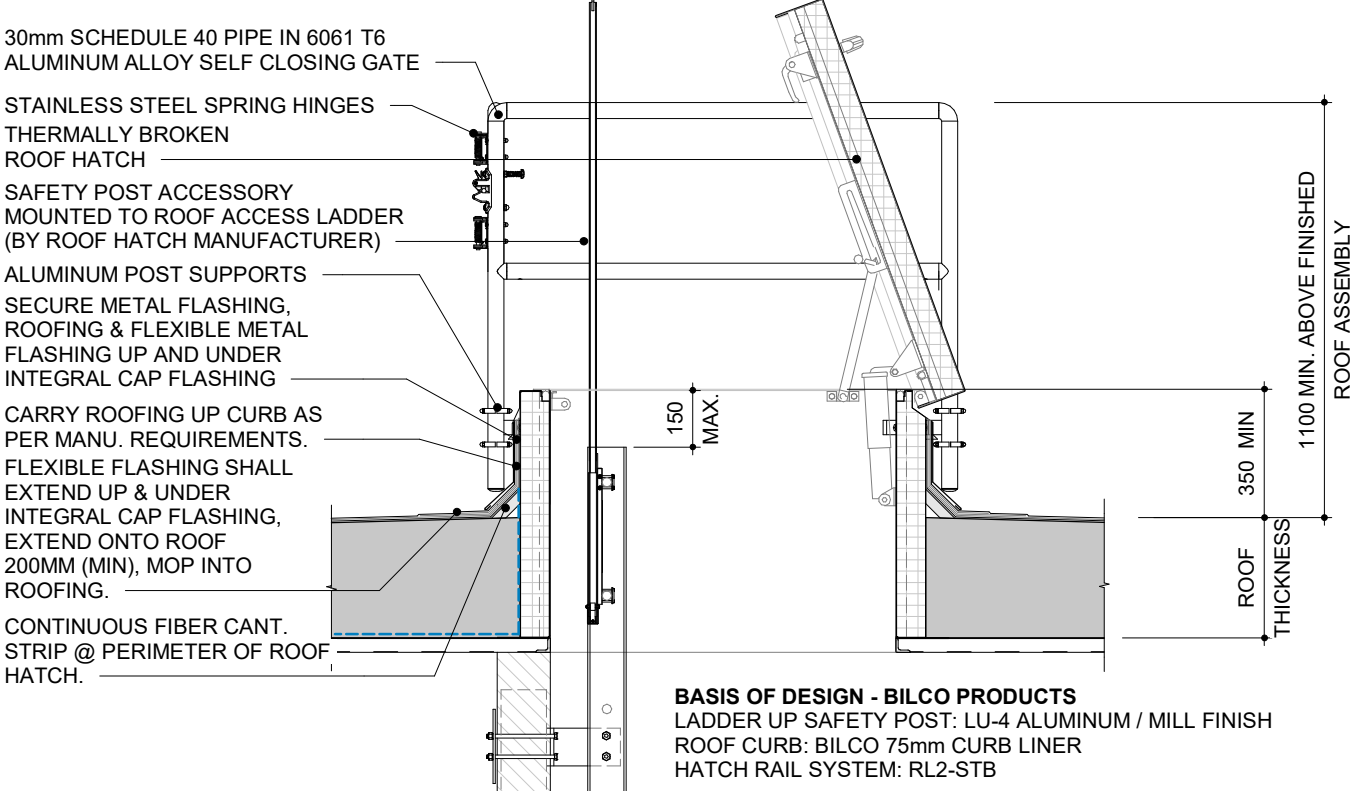 30mm SCHEDULE 40 PIPE IN 6061 T6
ALUMINUM ALLOY SELF CLOSING GATE
STAINLESS STEEL SPRING HINGES
THERMALLY BROKEN
ROOF HATCH
SAFETY POST ACCESSORY
MOUNTED TO ROOF ACCESS LADDER
(BY ROOF HATCH MANUFACTURER)
ALUMINUM POST SUPPORTS
SECURE METAL FLASHING,
ROOFING & FLEXIBLE METAL
FLASHING UP AND UNDER
INTEGRAL CAP FLASHING
CARRY ROOFING UP CURB AS
PER MANU. REQUIREMENTS.
FLEXIBLE FLASHING SHALL
EXTEND UP & UNDER
INTEGRAL CAP FLASHING,
EXTEND ONTO ROOF
200MM (MIN), MOP INTO
ROOFING.
CONTINUOUS FIBER CANT.
STRIP @ PERIMETER OF ROOF
HATCH.
150
MAX.
350 MIN
1100 MIN. ABOVE FINISHED
ROOF ASSEMBLY
ROOF
THICKNESS
BASIS OF DESIGN - BILCO PRODUCTS
LADDER UP SAFETY POST: LU-4 ALUMINUM / MILL FINISH
ROOF CURB: BILCO 75mm CURB LINER
HATCH RAIL SYSTEM: RL2-STB